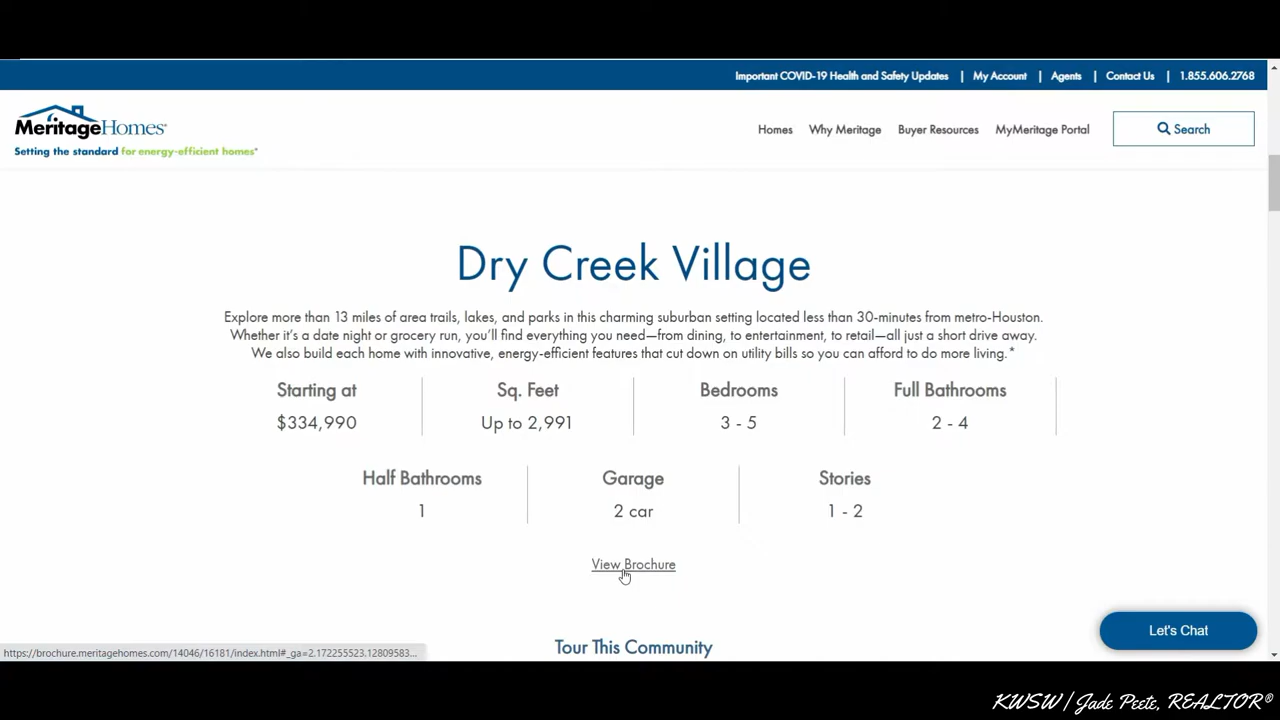 Important COVID-19 Health and Safety Updates | My Account | Agents | Contact Us | 1.855.606.2768
MeritageHomes®
Setting the standard for energy-efficient homes®
Homes Why Meritage Buyer Resources MyMeritage Portal Search
Dry Creek Village
Explore more than 13 miles of area trails, lakes, and parks in this charming suburban setting located less than 30-minutes from metro-Houston.
Whether it's a date night or grocery run, you'll find everything you need—from dining, to entertainment, to retail—all just a short drive away.
We also build each home with innovative, energy-efficient features that cut down on utility bills so you can afford to do more living.*
Starting at Sq. Feet Bedrooms Full Bathrooms
$334,990 Up to 2,991 3 - 5 2 - 4
Half Bathrooms Garage Stories
1 2 car 1 - 2
View Brochure
Let's Chat
Tour This Community
https://brochure.meritagehomes.com/14046/16181/index.html#_ga=2.172255523.12809583...
KWSW | Jade Peete, REALTOR®